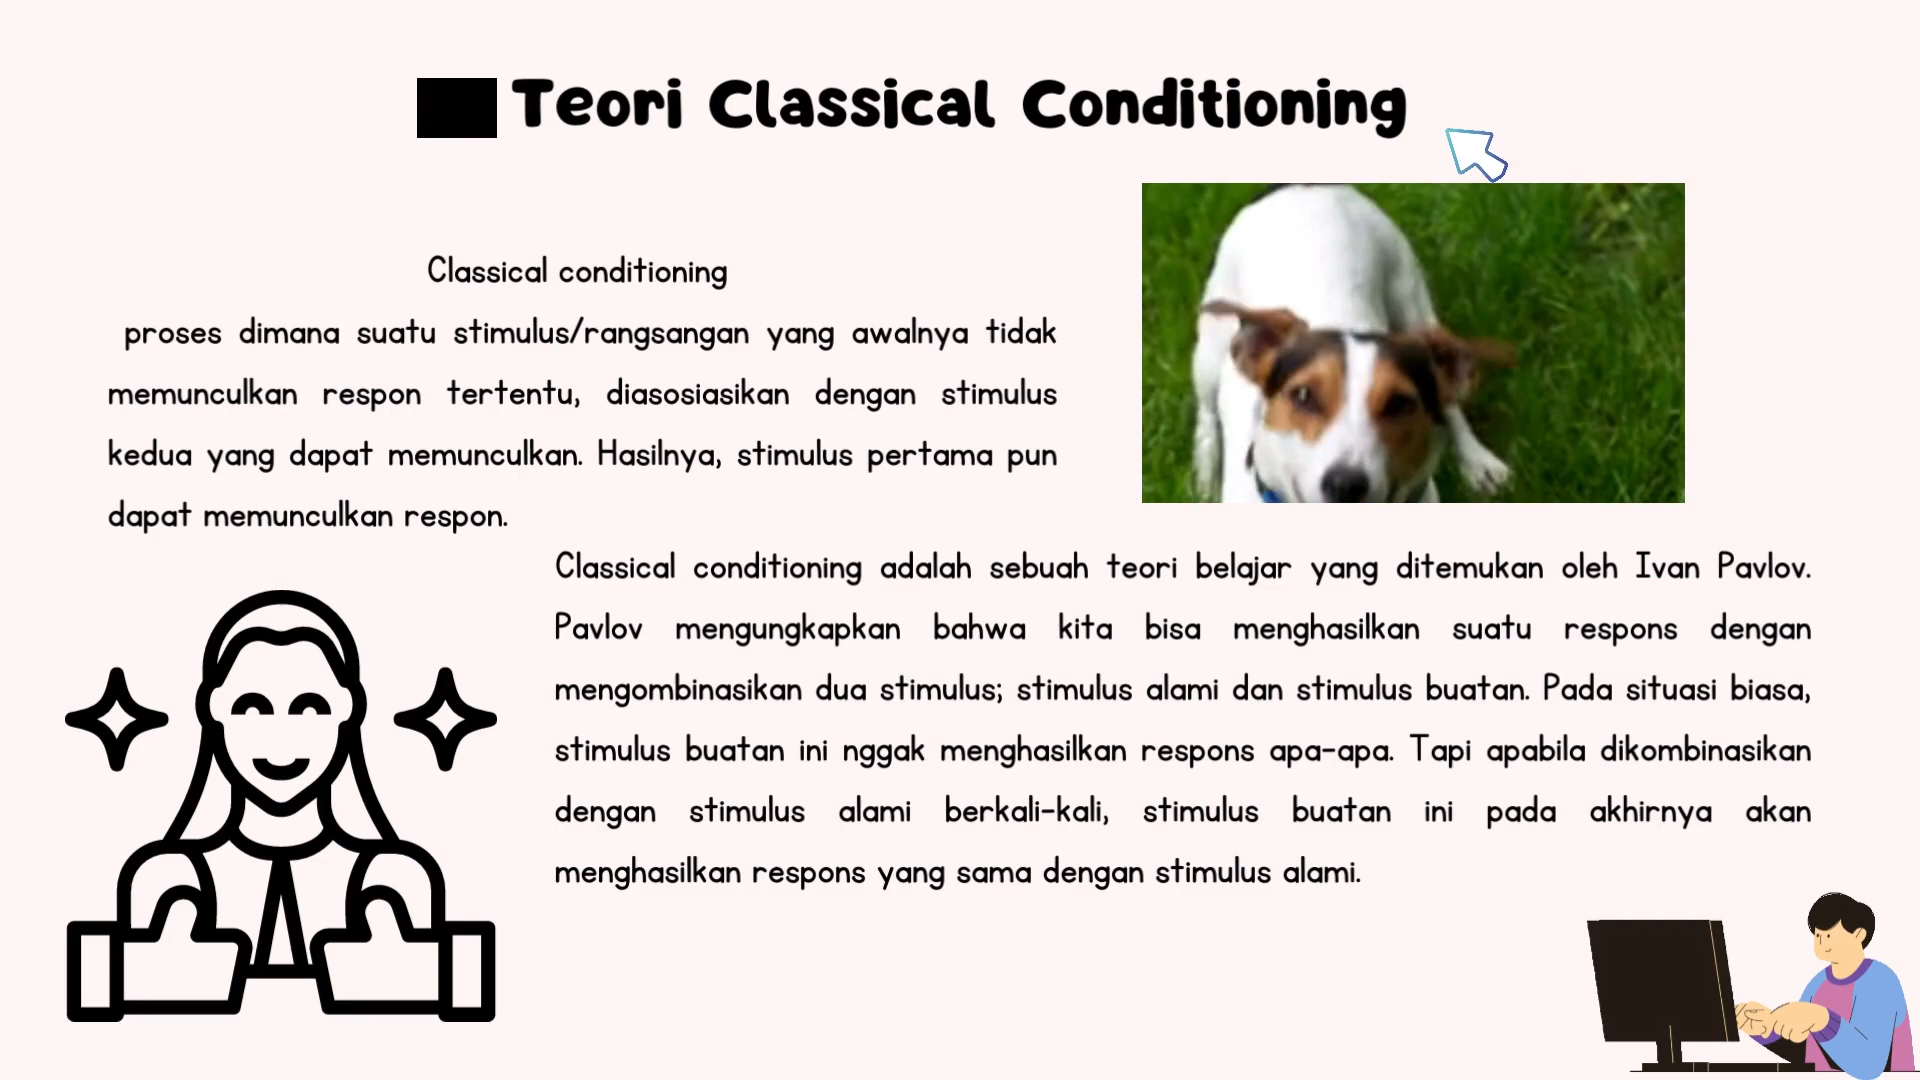 Teori Classical Conditioning
Classical conditioning
proses dimana suatu stimulus/rangsangan yang awalnya tidak
memunculkan respon tertentu, diasosiasikan dengan stimulus
kedua yang dapat memunculkan. Hasilnya, stimulus pertama pun
dapat memunculkan respon.
Classical conditioning adalah sebuah teori belajar yang ditemukan oleh Ivan Pavlov.
Pavlov mengungkapkan bahwa kita bisa menghasilkan suatu respons dengan
mengombinasikan dua stimulus; stimulus alami dan stimulus buatan. Pada situasi biasa,
stimulus buatan ini nggak menghasilkan respons apa-apa. Tapi apabila dikombinasikan
dengan stimulus alami berkali-kali, stimulus buatan ini pada akhirnya akan
menghasilkan respons yang sama dengan stimulus alami.